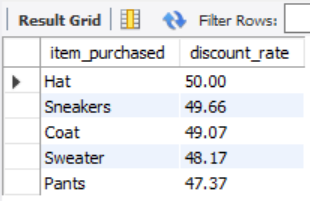 Result Grid Filter Rows:
item_purchased discount_rate
Hat 50.00
Sneakers 49.66
Coat 49.07
Sweater 48.17
Pants 47.37